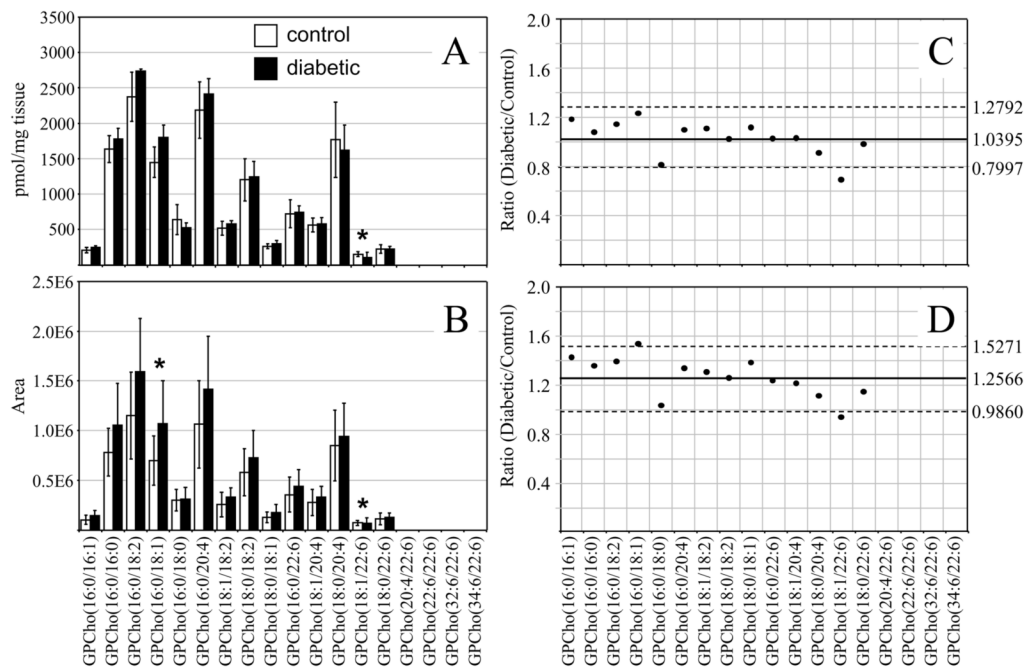 A
control
diabetic
pmol/mg tissue
3500
3000
2500
2000
1500
1000
500
*
B
Area
2.5E6
2.0E6
1.5E6
1.0E6
0.5E6
*
*
GPCho(16:0/16:1)
GPCho(16:0/16:0)
GPCho(16:0/18:2)
GPCho(16:0/18:1)
GPCho(16:0/18:0)
GPCho(16:0/20:4)
GPCho(18:1/18:2)
GPCho(18:0/18:2)
GPCho(18:0/18:1)
GPCho(16:0/22:6)
GPCho(18:1/20:4)
GPCho(18:0/20:4)
GPCho(18:1/22:6)
GPCho(18:0/22:6)
GPCho(20:4/22:6)
GPCho(22:6/22:6)
GPCho(32:6/22:6)
GPCho(34:6/22:6)
C
Ratio (Diabetic/Control)
2.0
1.6
1.2
0.8
0.4
1.2792
1.0395
0.7997
D
Ratio (Diabetic/Control)
2.0
1.6
1.2
0.8
0.4
1.5271
1.2566
0.9860
GPCho(16:0/16:1)
GPCho(16:0/16:0)
GPCho(16:0/18:2)
GPCho(16:0/18:1)
GPCho(16:0/18:0)
GPCho(16:0/20:4)
GPCho(18:1/18:2)
GPCho(18:0/18:2)
GPCho(18:0/18:1)
GPCho(16:0/22:6)
GPCho(18:1/20:4)
GPCho(18:0/20:4)
GPCho(18:1/22:6)
GPCho(18:0/22:6)
GPCho(20:4/22:6)
GPCho(22:6/22:6)
GPCho(32:6/22:6)
GPCho(34:6/22:6)